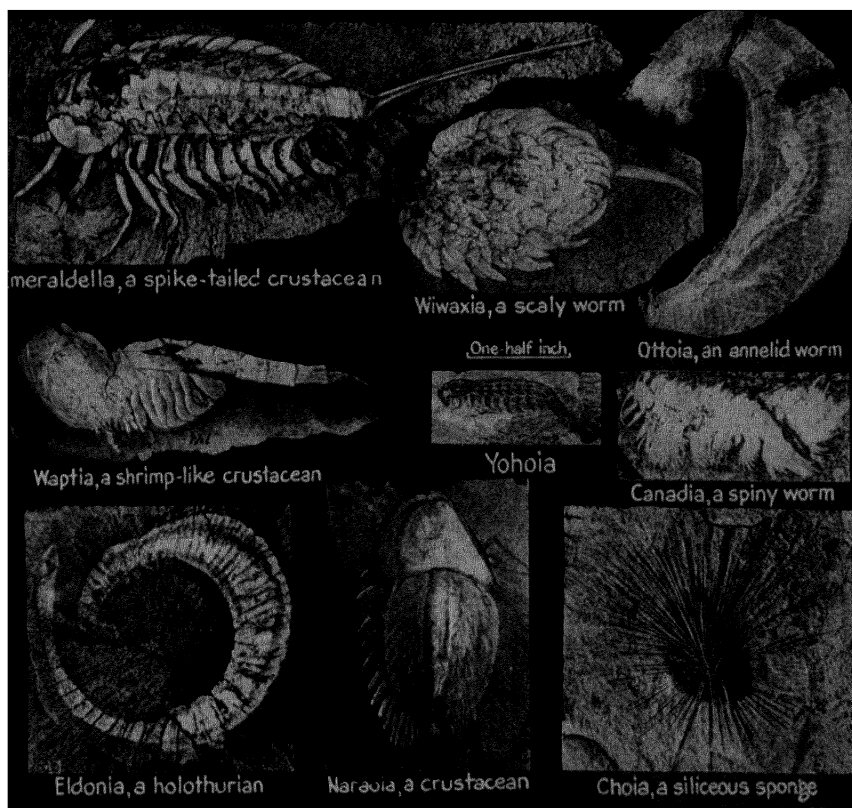 Emeraldella, a spike-tailed crustacean
Wiwaxia, a scaly worm
Ottoia, an annelid worm
One-half inch
Waptia, a shrimp-like crustacean
Yohoia
Canadia, a spiny worm
Eldonia, a holothurian
Naraoia, a crustacean
Choia, a siliceous sponge